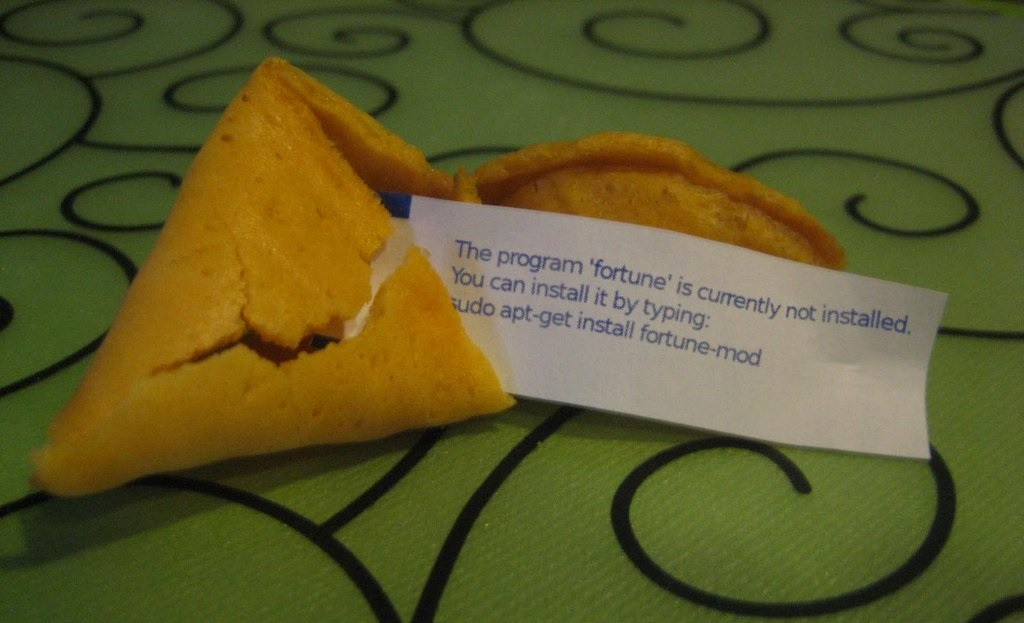 The program 'fortune' is currently not installed.
You can install it by typing:
sudo apt-get install fortune-mod